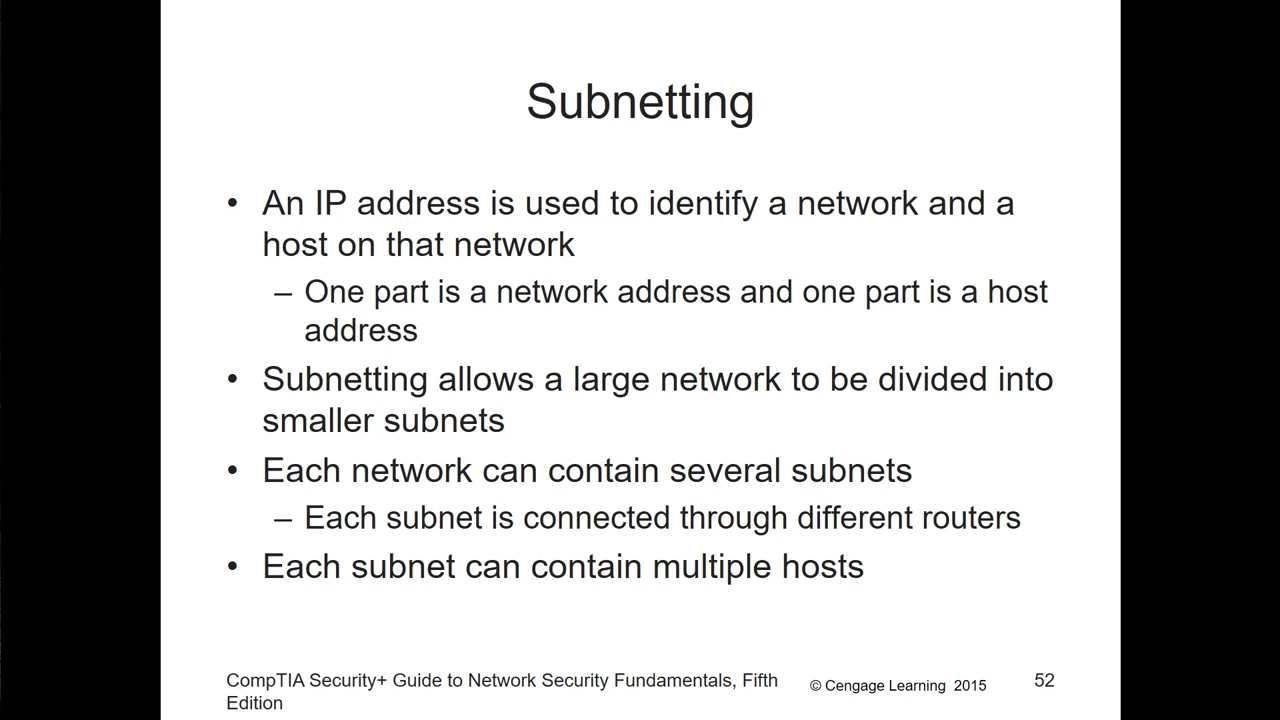 Subnetting
• An IP address is used to identify a network and a
host on that network
– One part is a network address and one part is a host
address
• Subnetting allows a large network to be divided into
smaller subnets
• Each network can contain several subnets
– Each subnet is connected through different routers
• Each subnet can contain multiple hosts
CompTIA Security+ Guide to Network Security Fundamentals, Fifth
Edition
© Cengage Learning 2015
52